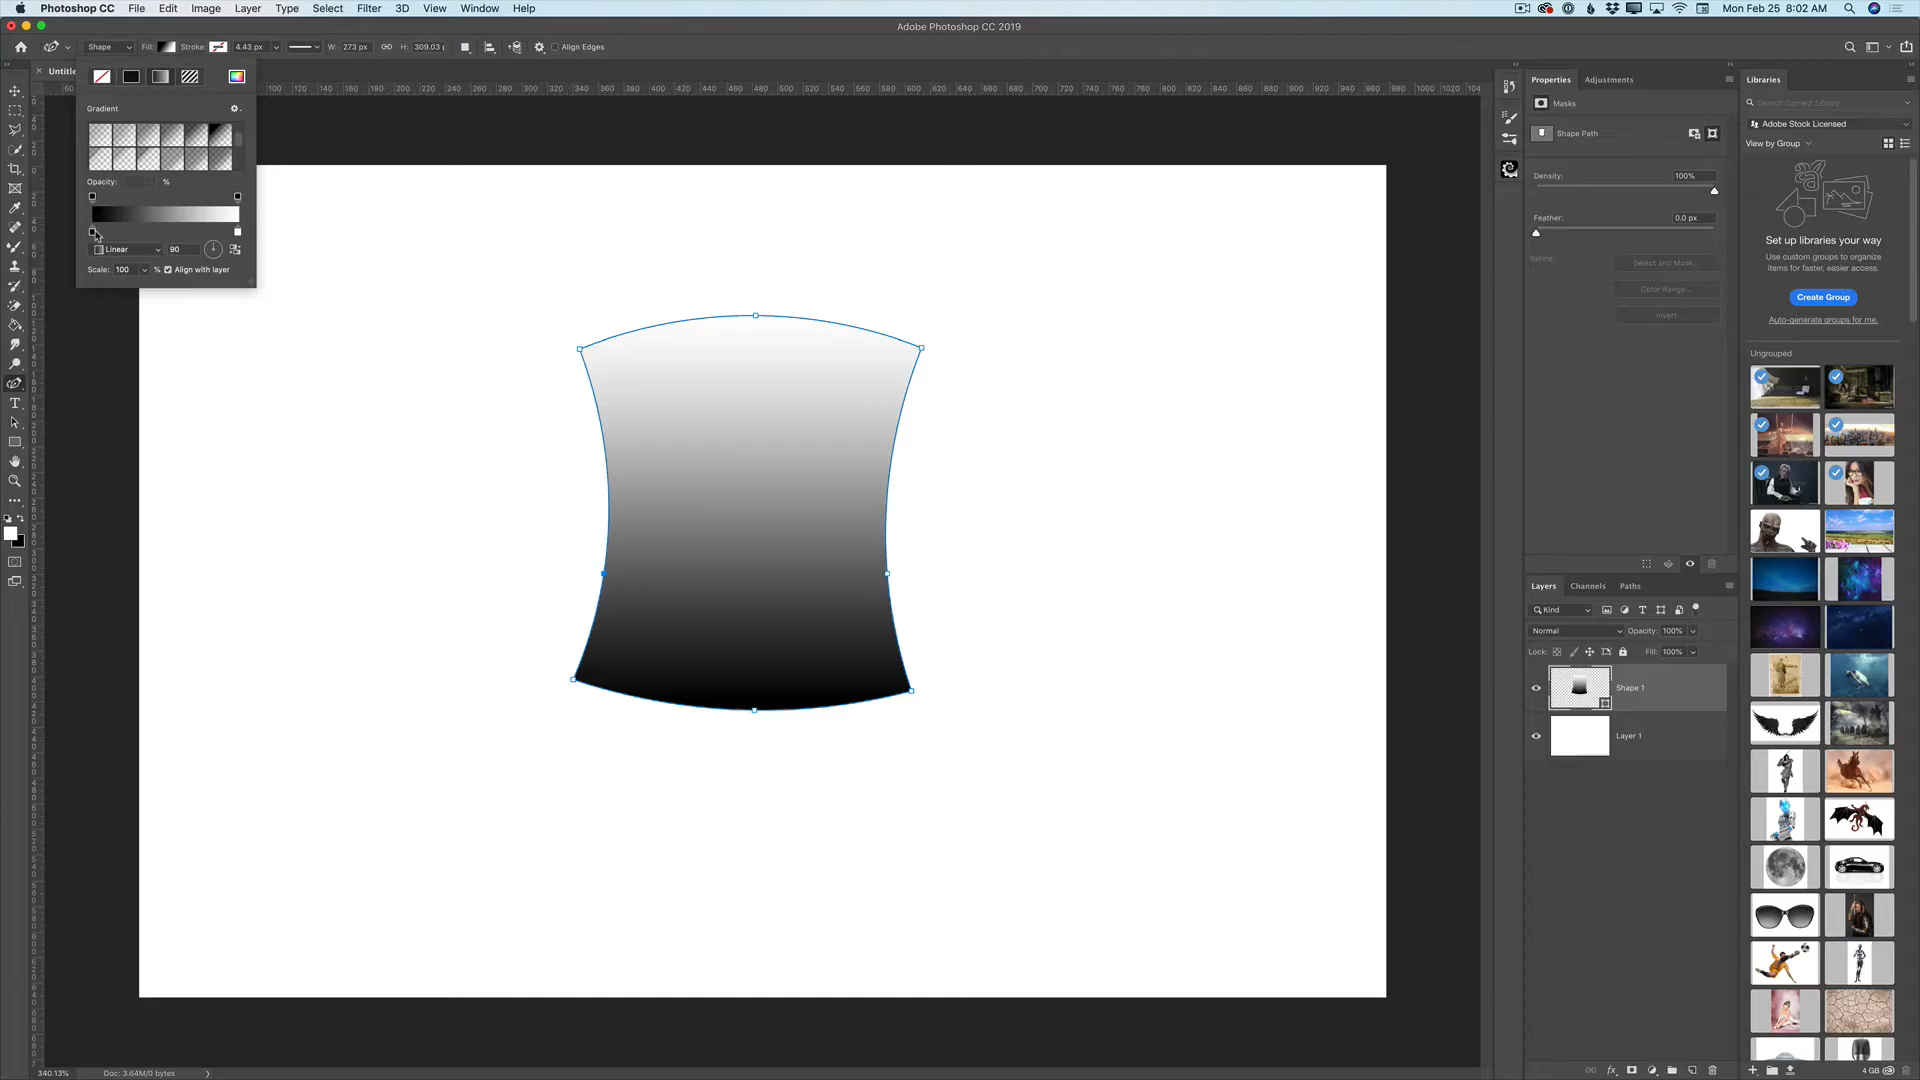 Photoshop CC File Edit Image Layer Type Select Filter 3D View Window Help Mon Feb 25 8:02 AM
Adobe Photoshop CC 2019
Shape Fill: Stroke: 4.43 px W: 273 px H: 309.03 Align Edges
Untitle
Gradient
Opacity: %
Linear 90
Scale: 100 % Align with layer
60 100 120 140 160 180 200 220 240 260 280 300 320 340 360 380 400 420 440 460 480 500 520 540 560 580 600 620 640 660 680 700 720 740 760 780 800 820 840 860 880 900 920 940 960 980 1000 1020 104
Properties Adjustments
Masks
Shape Path
Density: 100%
Feather: 0.0 px
Refine:
Select and Mask...
Color Range...
Invert
Layers Channels Paths
Kind
Normal Opacity: 100%
Lock: Fill: 100%
Shape 1
Layer 1
Libraries
Search Current Library
Adobe Stock Licensed
View by Group
Set up libraries your way
Use custom groups to organize
items for faster, easier access.
Create Group
Auto-generate groups for me.
Ungrouped
4 GB
340.13% Doc: 3.64M/0 bytes